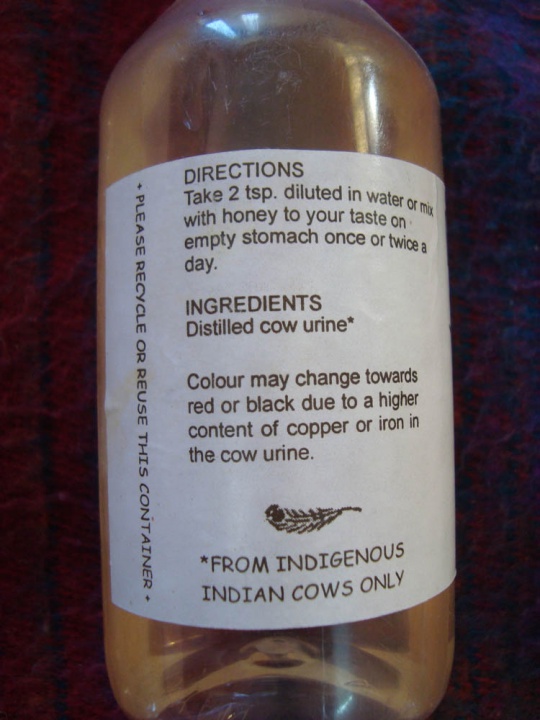 DIRECTIONS
Take 2 tsp. diluted in water or mix
with honey to your taste on
empty stomach once or twice a
day.
INGREDIENTS
Distilled cow urine*
Colour may change towards
red or black due to a higher
content of copper or iron in
the cow urine.
*FROM INDIGENOUS
INDIAN COWS ONLY
+ PLEASE RECYCLE OR REUSE THIS CONTAINER +